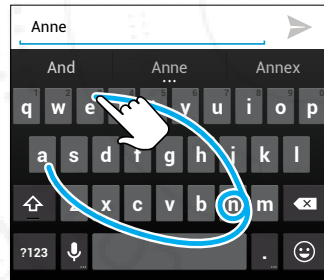 Anne
And Anne Annex
q w e y u i o p
a s d f g h j k l
z x c v b n m
?123 .